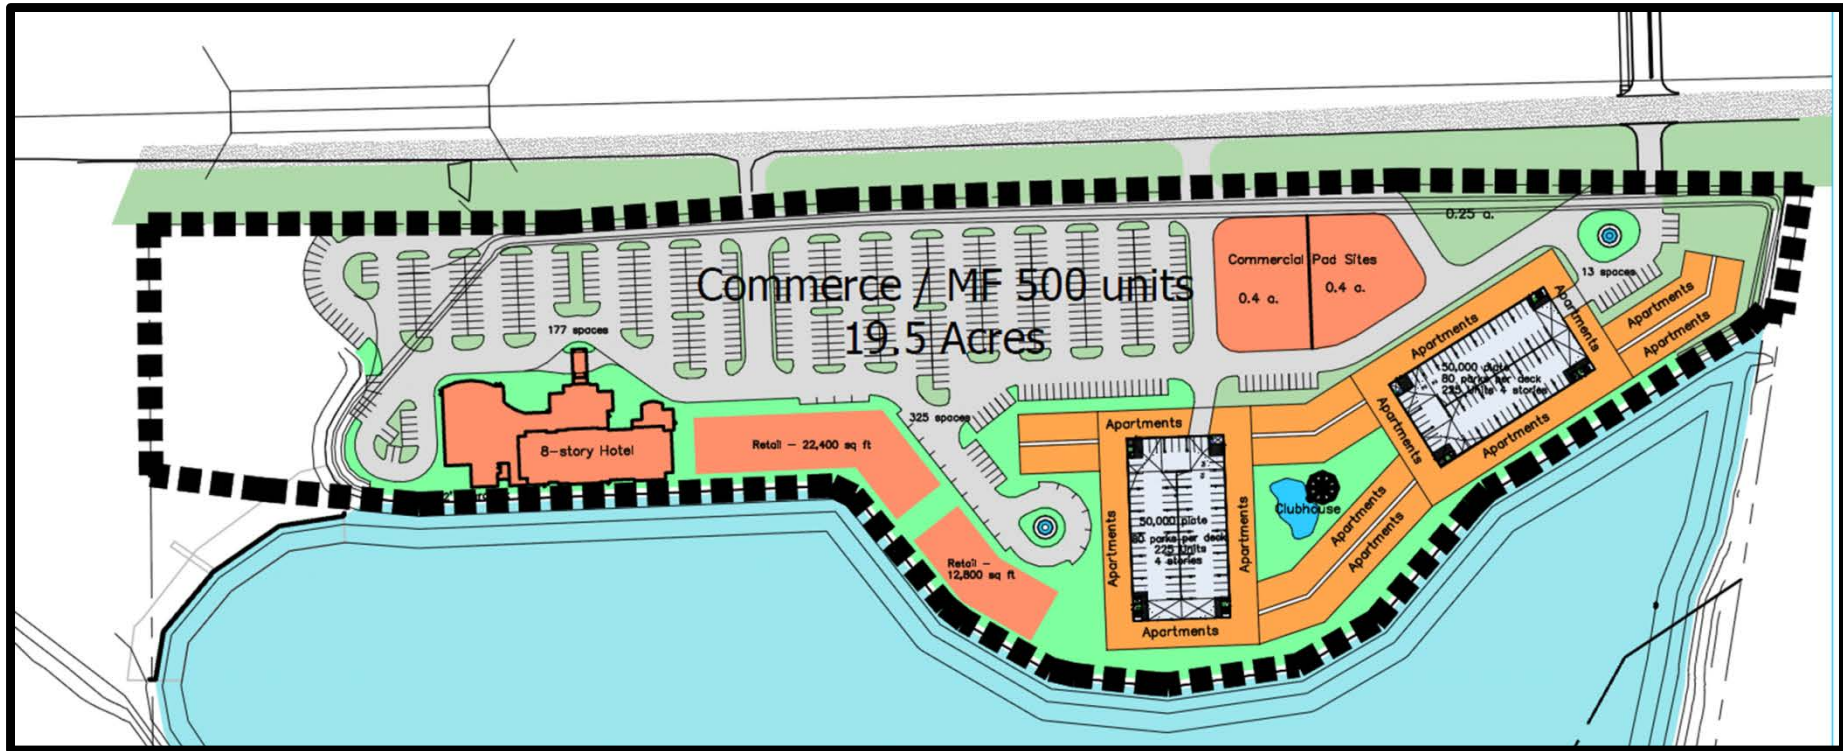 0.25 a.
Commercial Pad Sites
0.4 a.
0.4 a.
13 spaces
Commerce / MF 500 units
19.5 Acres
177 spaces
325 spaces
8-story Hotel
Retail - 22,400 sq ft
Retail -
12,800 sq ft
Apartments
Apartments
Apartments
Apartments
50,000 plate
80 parks per deck
225 Units
4 stories
Clubhouse
Apartments
Apartments
Apartments
Apartments
Apartments
Apartments
50,000 plate
80 parks per deck
225 Units 4 stories
Apartments
Apartments